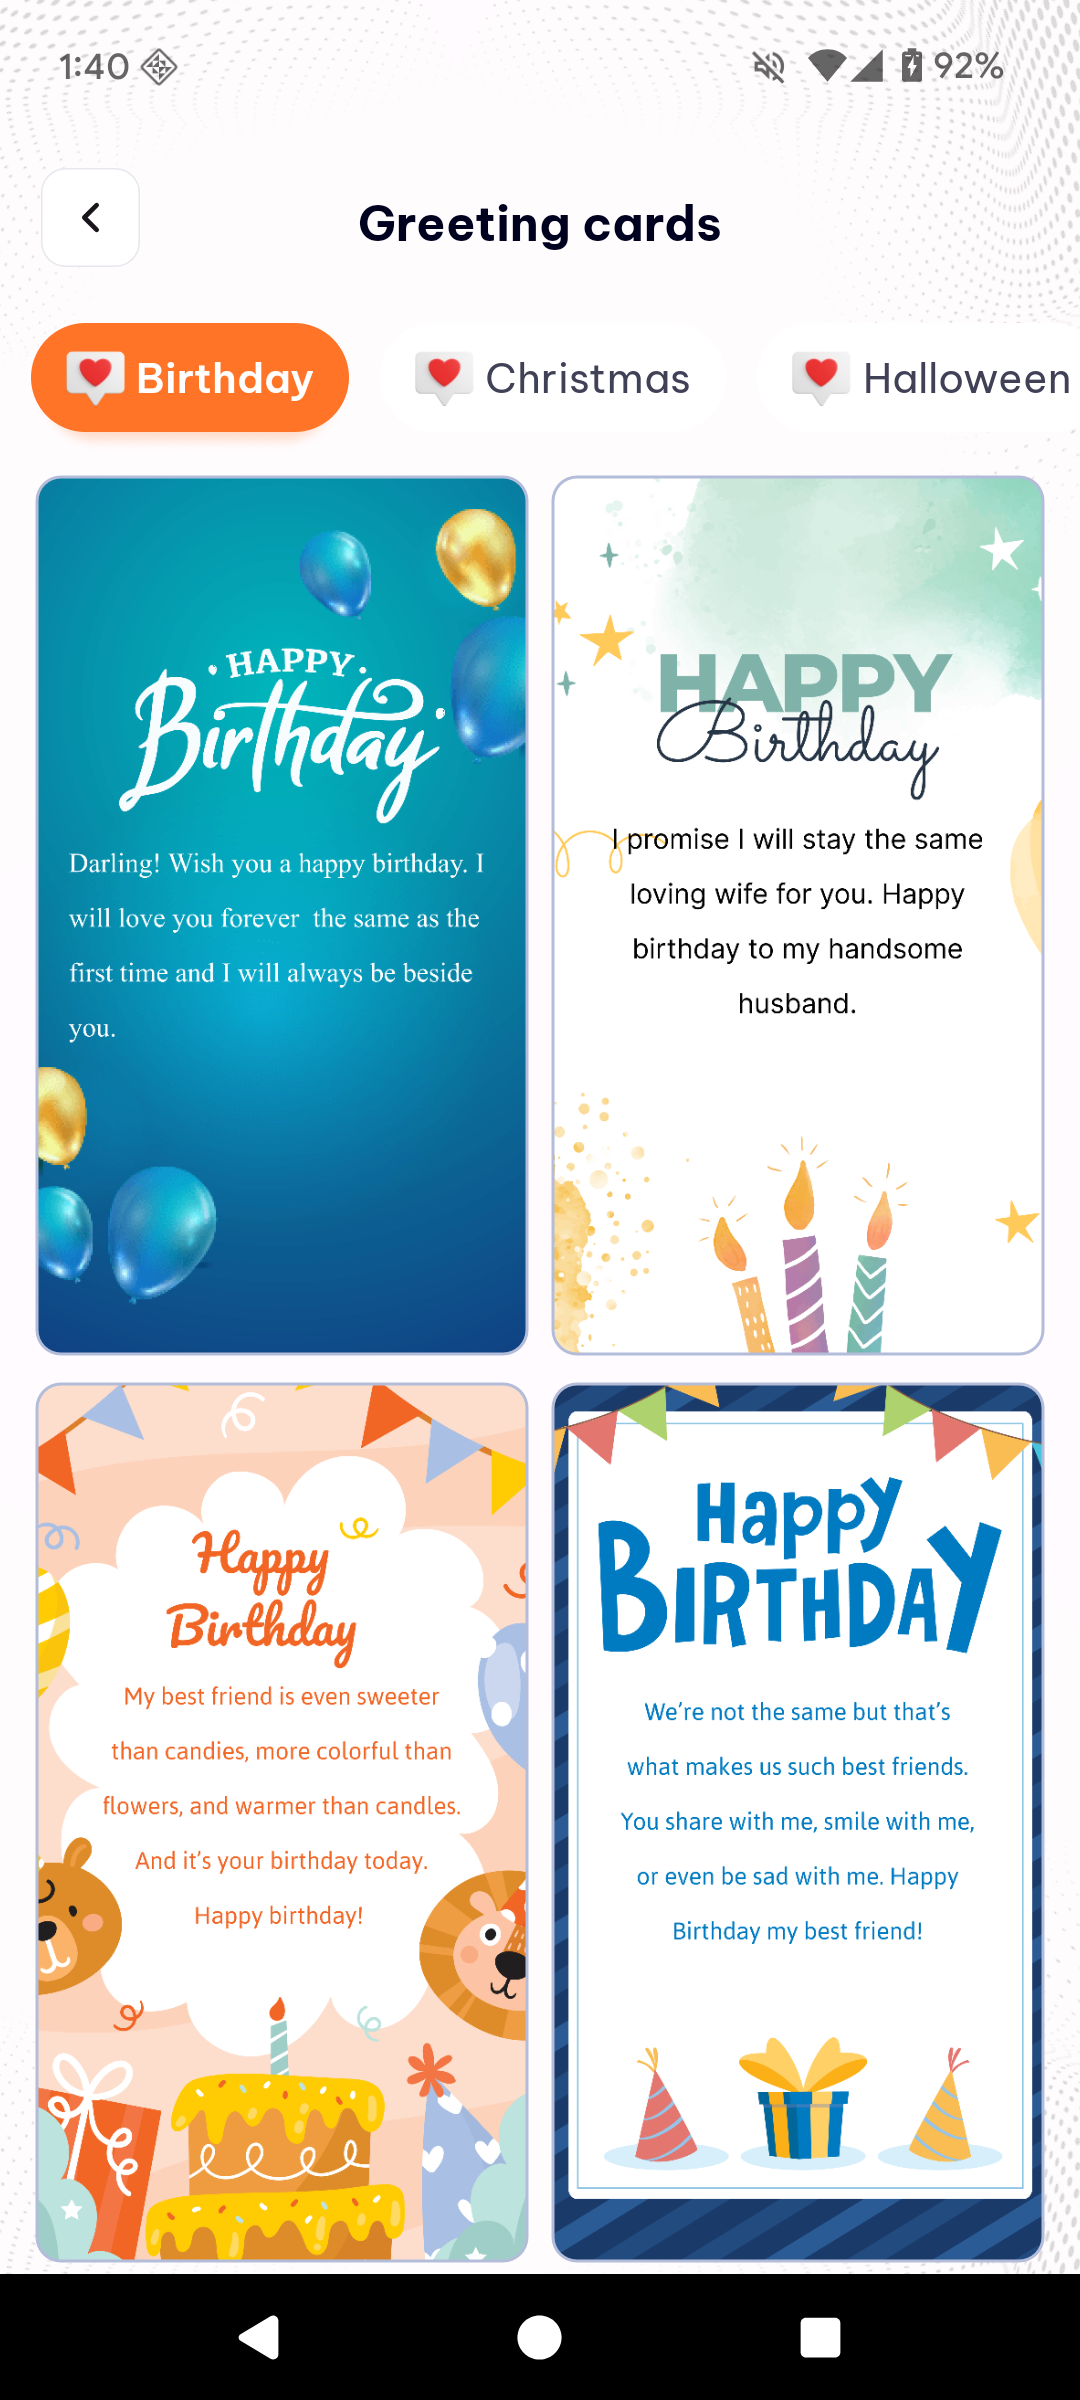 1:40
92%
Greeting cards
Birthday
Christmas
Halloween
HAPPY
Birthday
Darling! Wish you a happy birthday. I
will love you forever  the same as the
first time and I will always be beside
you.
HAPPY
Birthday
I promise I will stay the same
loving wife for you. Happy
birthday to my handsome
husband.
Happy
Birthday
My best friend is even sweeter
than candies, more colorful than
flowers, and warmer than candles.
And it's your birthday today.
Happy birthday!
Happy
BIRTHDAY
We're not the same but that's
what makes us such best friends.
You share with me, smile with me,
or even be sad with me. Happy
Birthday my best friend!